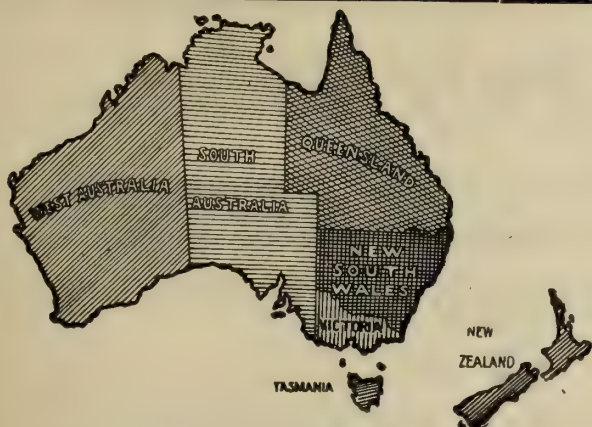 WEST AUSTRALIA
SOUTH
AUSTRALIA
QUEENSLAND
NEW
SOUTH
WALES
VICTORIA
TASMANIA
NEW
ZEALAND